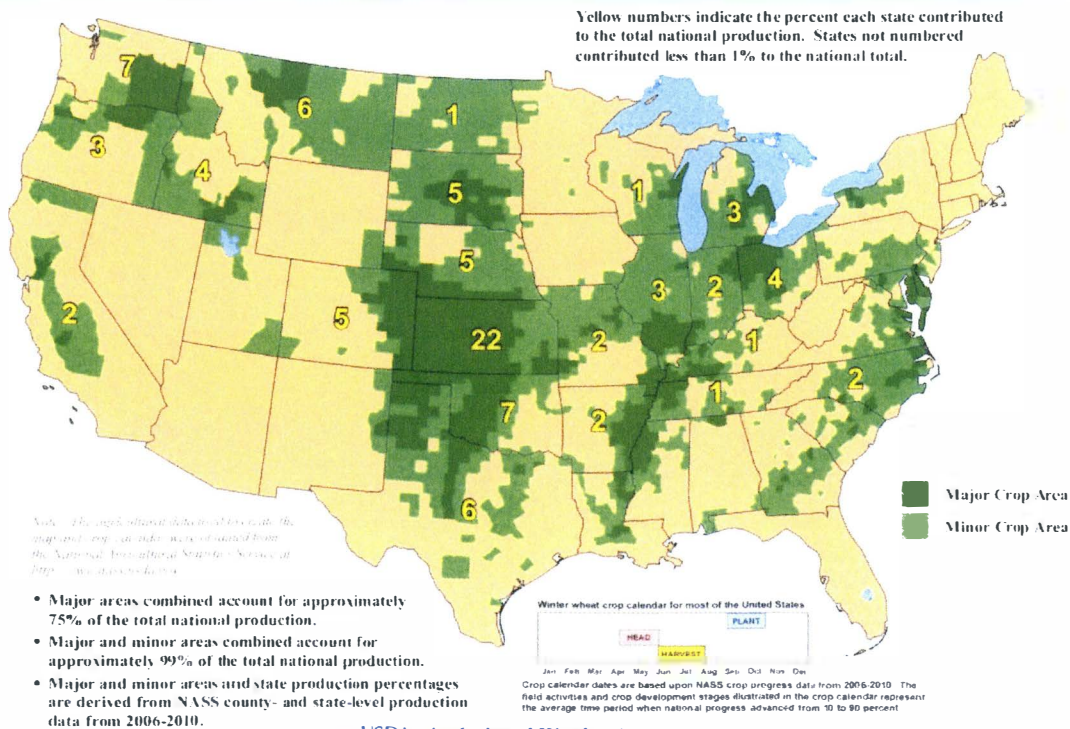 Yellow numbers indicate the percent each state contributed
to the total national production. States not numbered
contributed less than 1% to the national total.
7
6
1
3
4
5
1
3
5
2
5
22
3
2
4
2
1
7
2
1
2
6
Major Crop Area
Minor Crop Area
• Major areas combined account for approximately
75% of the total national production.
• Major and minor areas combined account for
approximately 99% of the total national production.
• Major and minor areas and state production percentages
are derived from NASS county- and state-level production
data from 2006-2010.
Winter wheat crop calendar for most of the United States
PLANT
HEAD
HARVEST
Jan Feb Mar Apr May Jun Jul Aug Sep Oct Nov Dec
Crop calendar dates are based upon NASS crop progress data from 2006-2010. The
field activities and crop development stages illustrated in the crop calendar represent
the average time period when national progress advanced from 10 to 90 percent